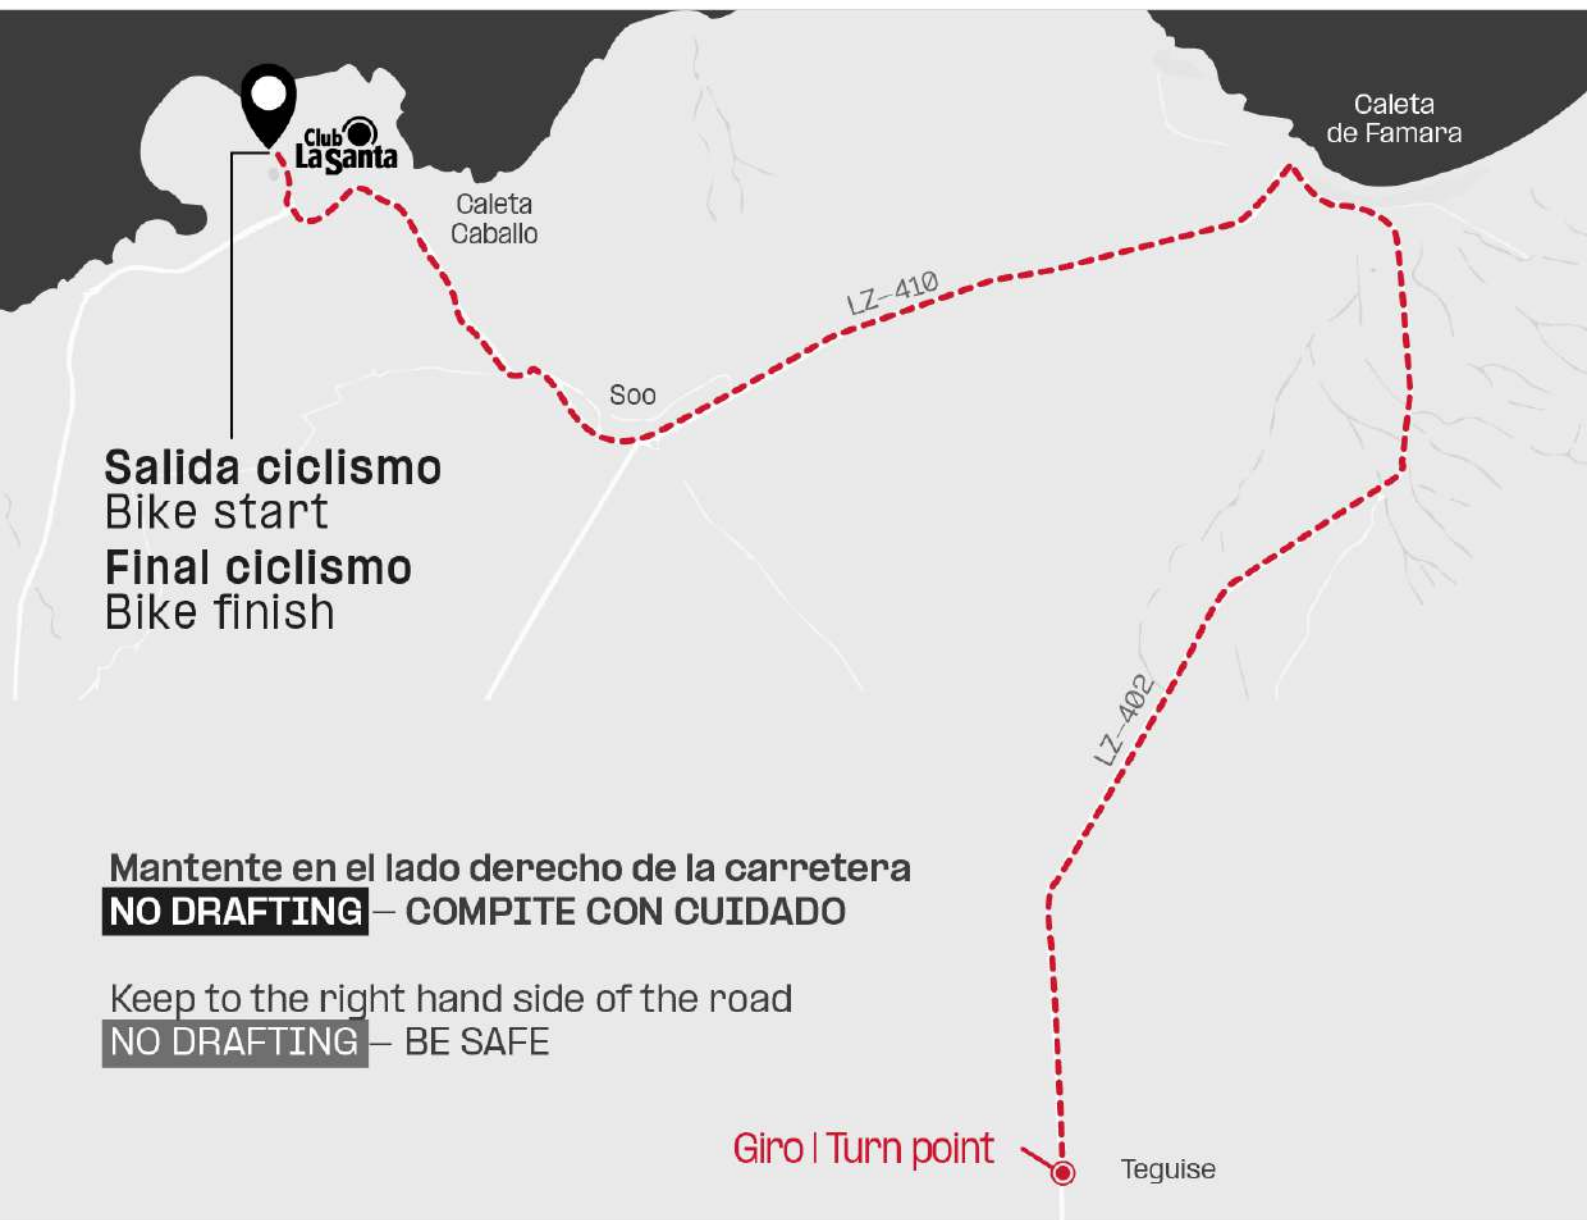 Caleta
de Famara
Club
La Santa
Caleta
Caballo
LZ-410
Soo
Salida ciclismo
Bike start
Final ciclismo
Bike finish
LZ-402
Mantente en el lado derecho de la carretera
NO DRAFTING – COMPITE CON CUIDADO
Keep to the right hand side of the road
NO DRAFTING – BE SAFE
Giro | Turn point
Teguise